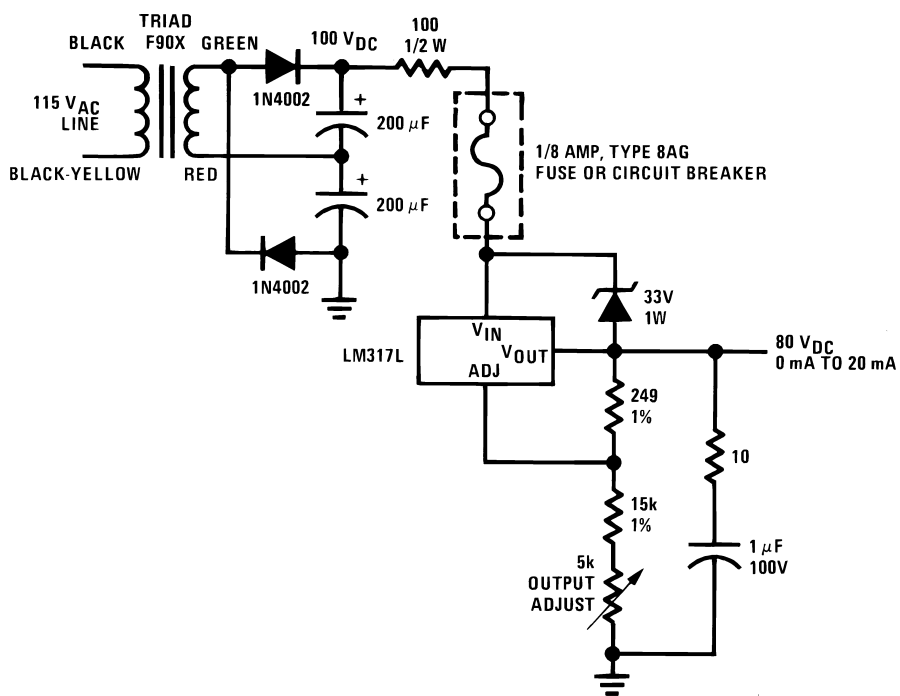 TRIAD
F90X
BLACK
GREEN
100 VDC
100
1/2 W
1N4002
+
200 μF
115 VAC
LINE
BLACK-YELLOW
RED
+
200 μF
1N4002
1/8 AMP, TYPE 8AG
FUSE OR CIRCUIT BREAKER
33V
1W
LM317L
VIN
VOUT
ADJ
80 VDC
0 mA TO 20 mA
249
1%
10
15k
1%
1 μF
100V
5k
OUTPUT
ADJUST